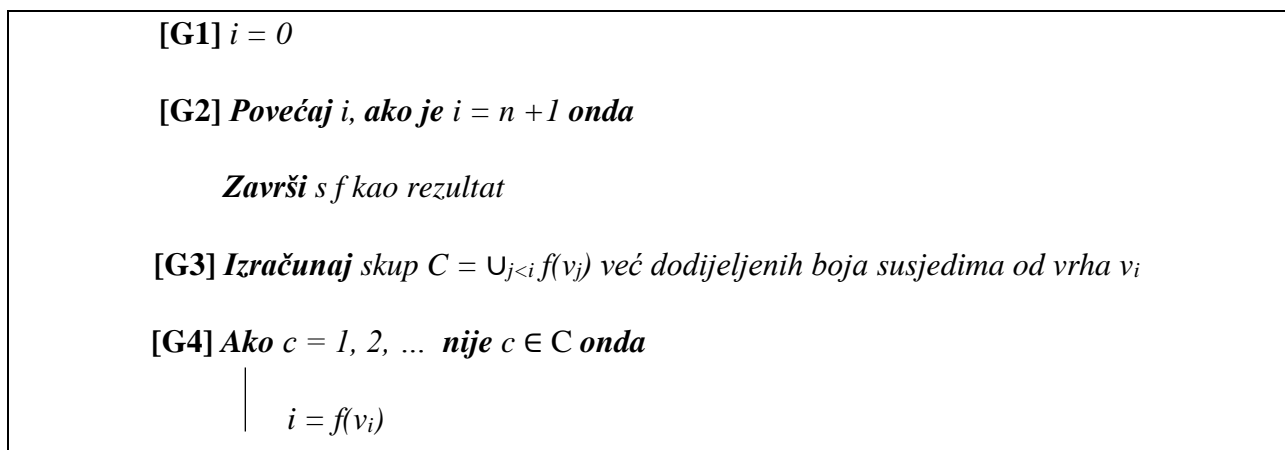 [G1] i = 0
[G2] Povećaj i, ako je i = n +1 onda
Završi s f kao rezultat
[G3] Izračunaj skup C = ∪j<i f(vj) već dodijeljenih boja susjedima od vrha vi
[G4] Ako c = 1, 2, … nije c ∈ C onda
i = f(vi)